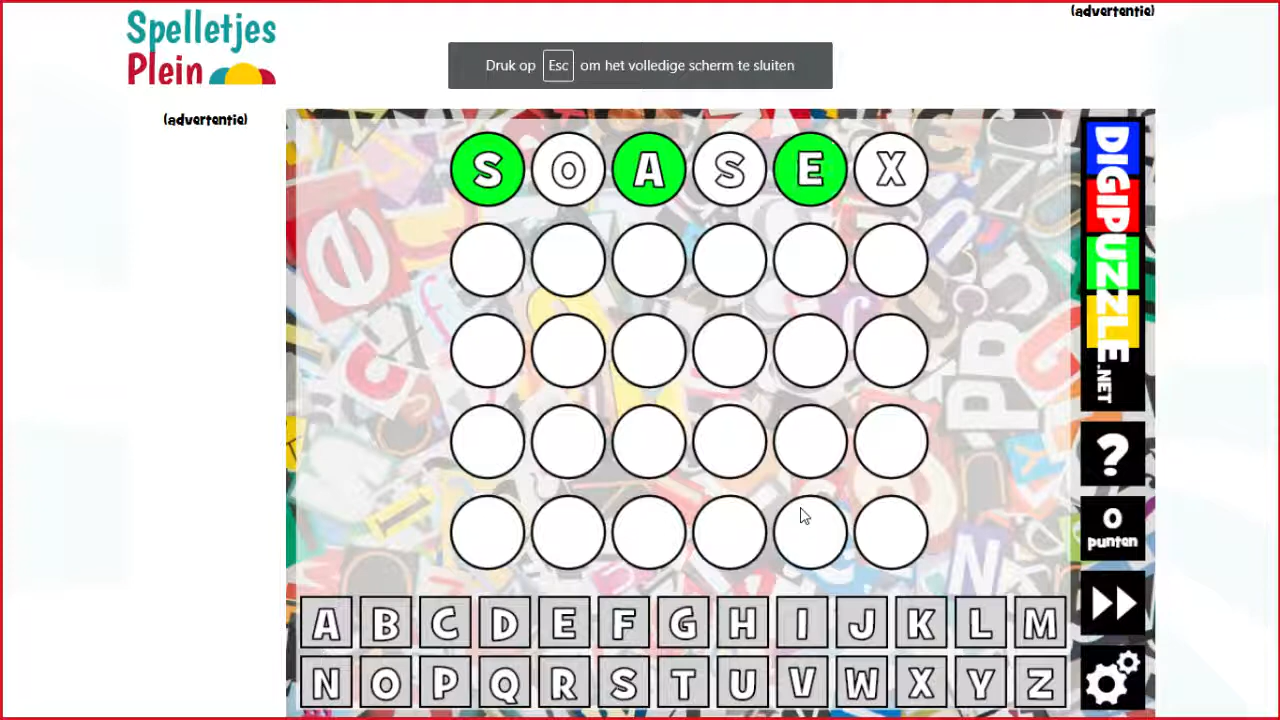 (advertentie)
Spelletjes
Plein
Druk op Esc om het volledige scherm te sluiten
(advertentie)
S O A S E X
DIGIPUZZLE.NET
?
0
punten
A B C D E F G H I J K L M
N O P Q R S T U V W X Y Z